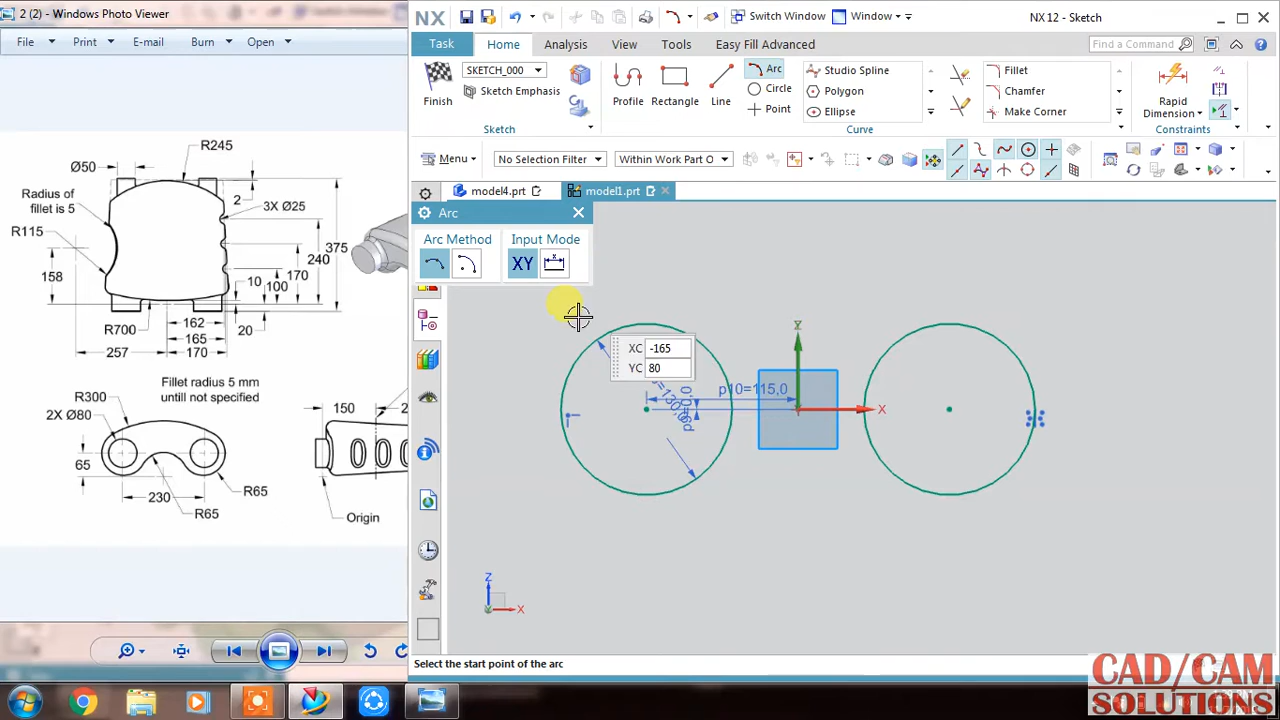 2 (2) - Windows Photo Viewer
File
Print
E-mail
Burn
Open
NX
Switch Window
Window
NX 12 - Sketch
Task
Home
Analysis
View
Tools
Easy Fill Advanced
Find a Command
SKETCH_000
Sketch Emphasis
Finish
Sketch
Profile
Rectangle
Line
Arc
Circle
Point
Studio Spline
Polygon
Ellipse
Curve
Fillet
Chamfer
Make Corner
Rapid
Dimension
Constraints
Menu
No Selection Filter
Within Work Part O
model4.prt
model1.prt
Arc
Arc Method
Input Mode
XY
XC -165
YC 80
p10=115,0
Y
X
Z
X
Select the start point of the arc
R245
Ø50
Radius of
fillet is 5
R115
2
3X Ø25
375
240
170
100
10
158
R700
162
165
170
20
257
Fillet radius 5 mm
untill not specified
R300
2X Ø80
65
230
R65
R65
150
2
Origin
CAD/CAM
SOLUTIONS